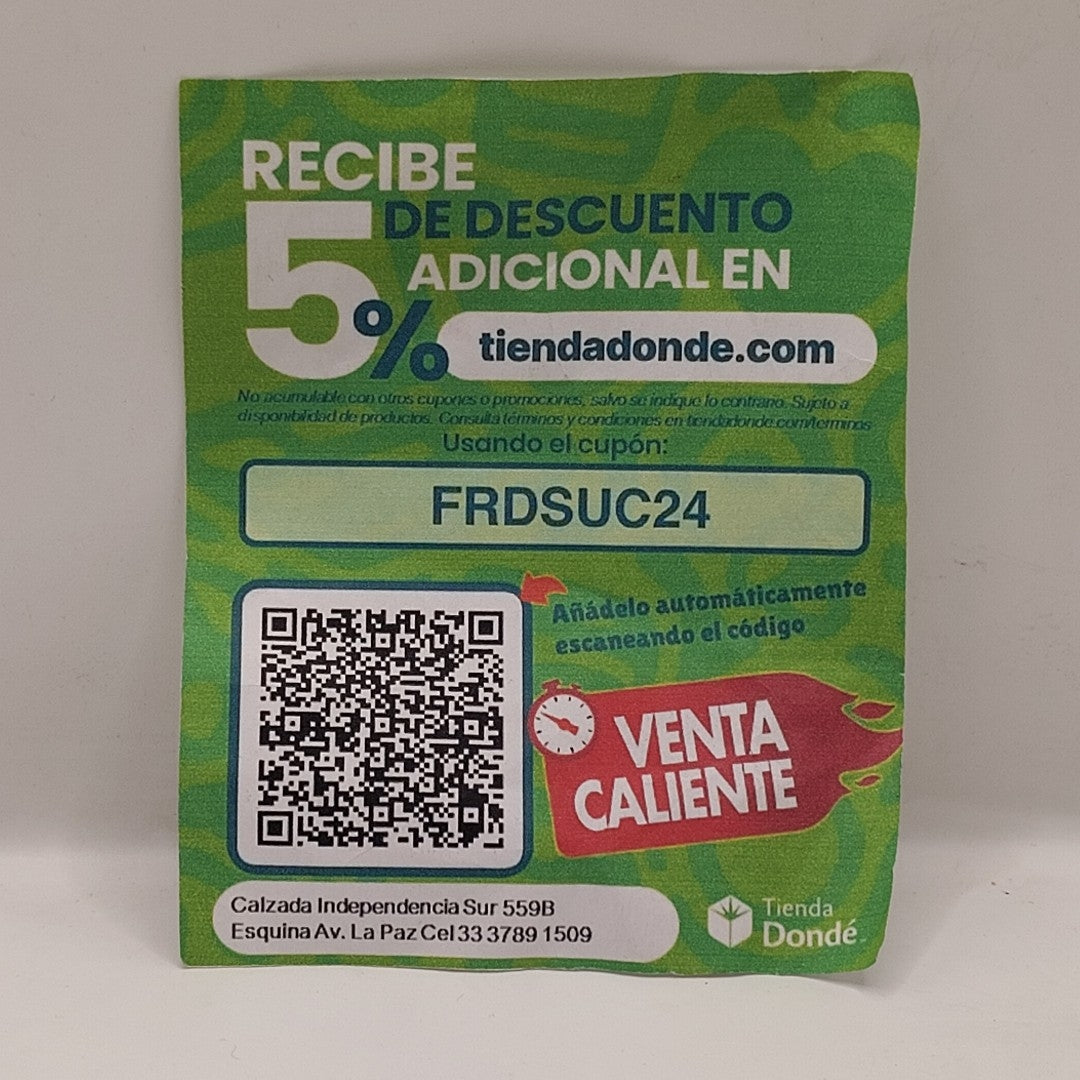 RECIBE
5% DE DESCUENTO
ADICIONAL EN
tiendadonde.com
No acumulable con otros cupones o promociones, salvo se indique lo contrario. Sujeto a
disponibilidad de productos. Consulta términos y condiciones en tiendadonde.com/terminos
Usando el cupón:
FRDSUC24
Añádelo automáticamente
escaneando el código
VENTA
CALIENTE
Calzada Independencia Sur 559B
Esquina Av. La Paz Cel 33 3789 1509
Tienda
Dondé